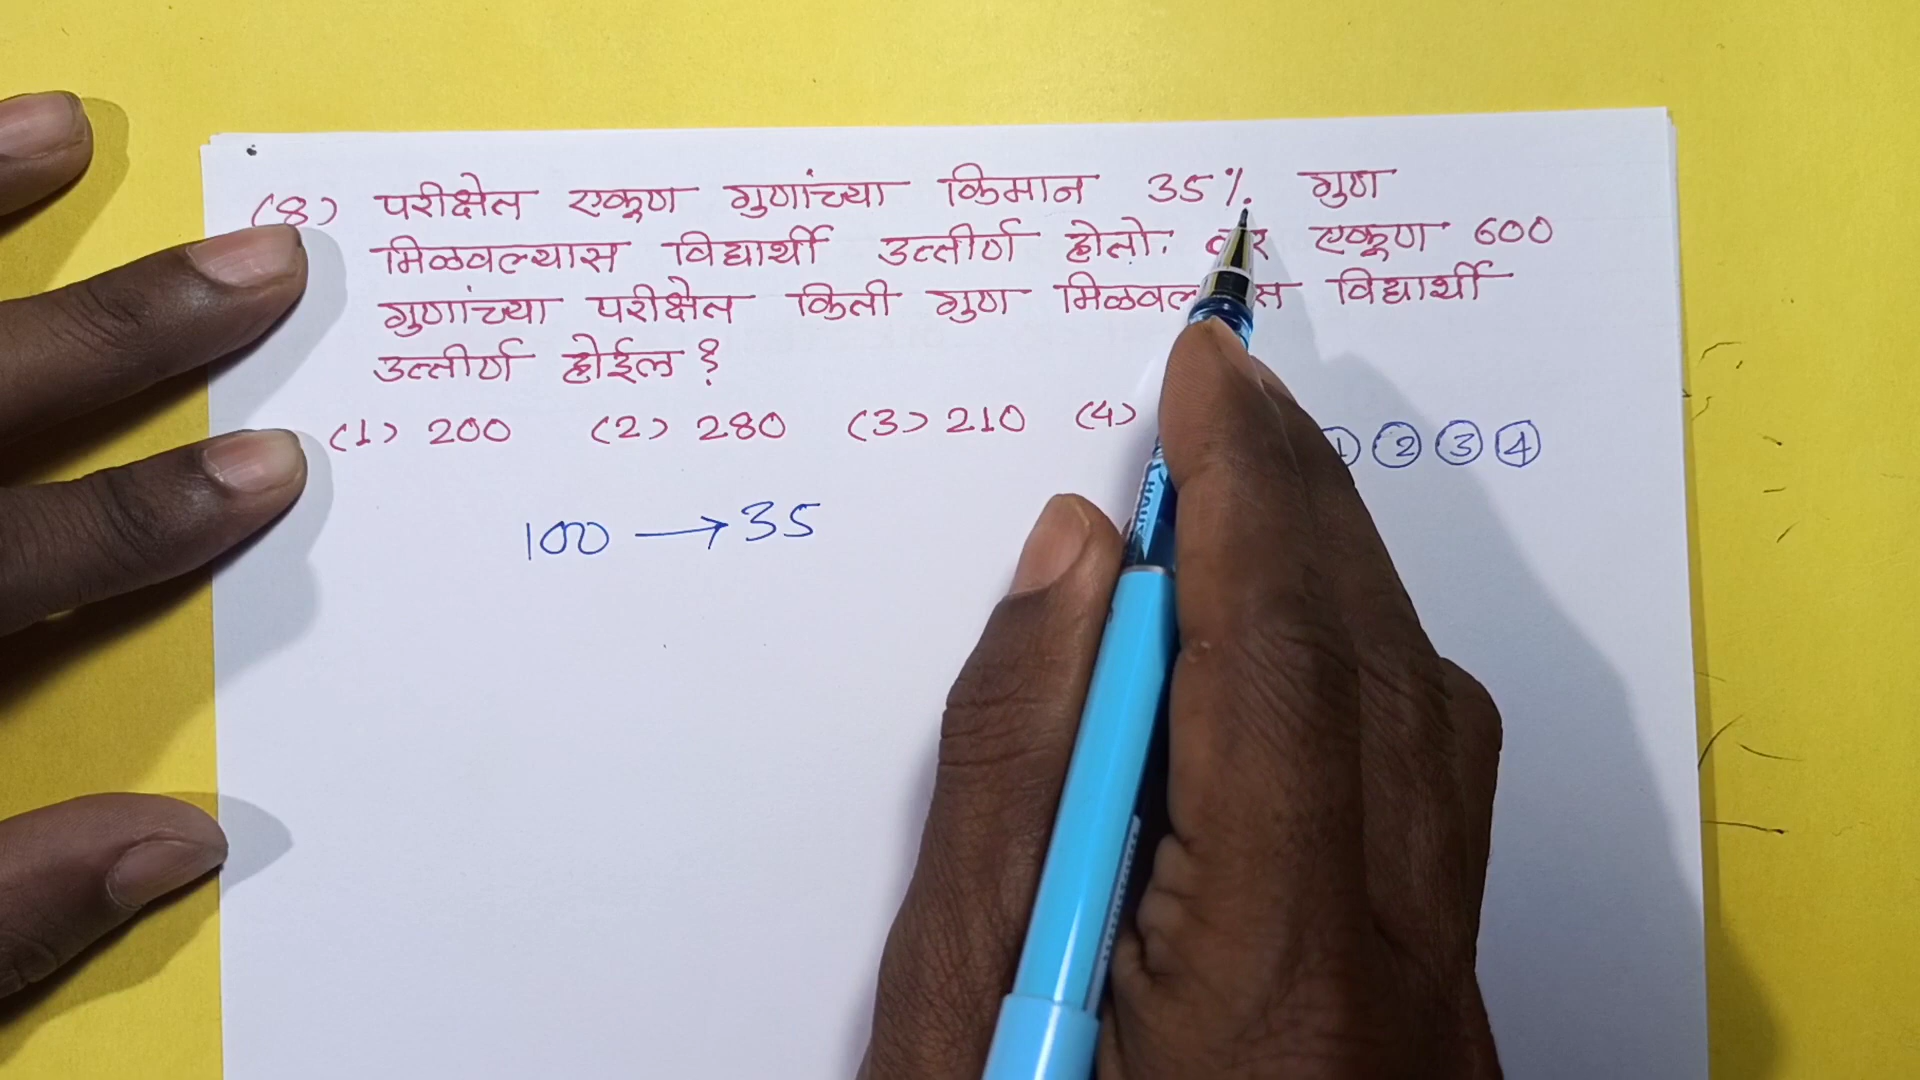 (8) परीक्षेत एकूण गुणांच्या किमान 35% गुण
मिळवल्यास विद्यार्थी उत्तीर्ण होतो. तर एकूण 600
गुणांच्या परीक्षेत किती गुण मिळवल्यास विद्यार्थी
उत्तीर्ण होईल ?
(1) 200 (2) 280 (3) 210 (4) ① ② ③ ④
100 → 35